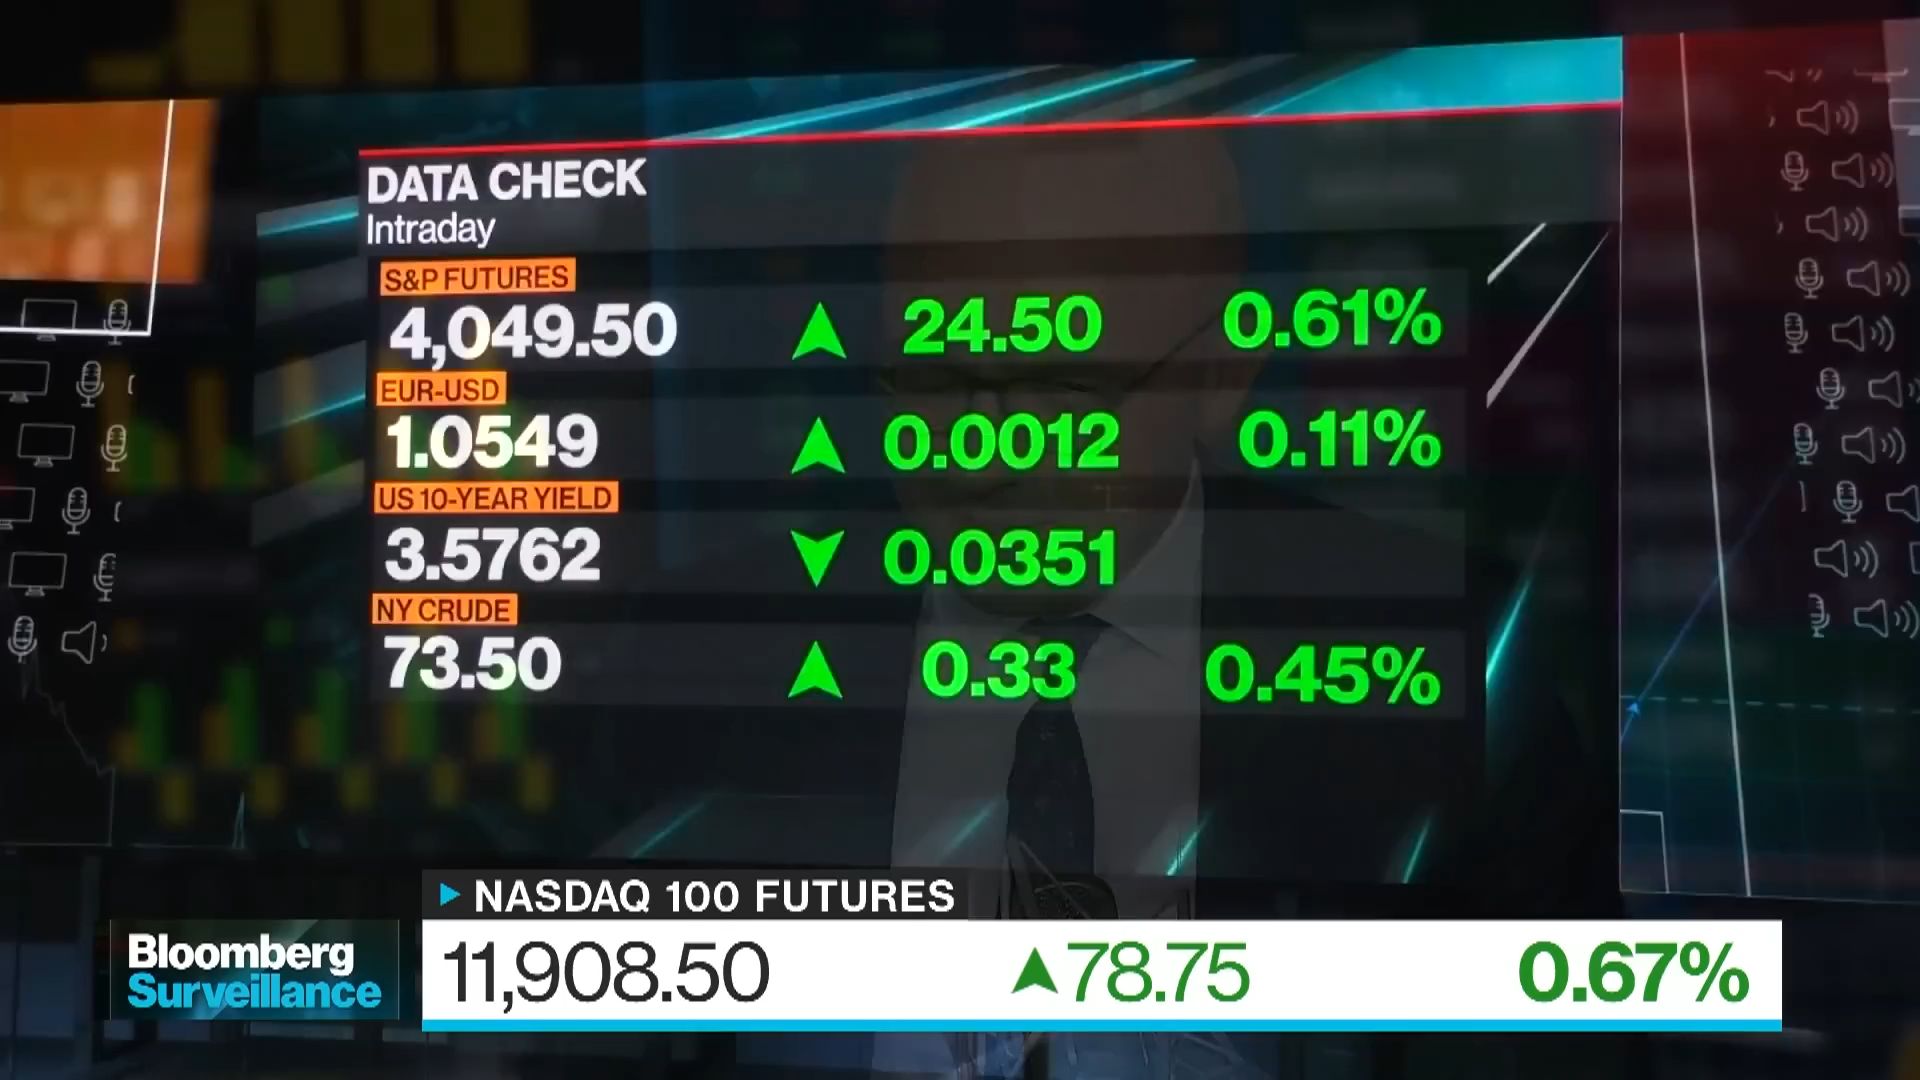 DATA CHECK
Intraday
S&P FUTURES
4,049.50 ▲ 24.50 0.61%
EUR-USD
1.0549 ▲ 0.0012 0.11%
US 10-YEAR YIELD
3.5762 ▼ 0.0351
NY CRUDE
73.50 ▲ 0.33 0.45%
NASDAQ 100 FUTURES
11,908.50 ▲78.75 0.67%
Bloomberg
Surveillance